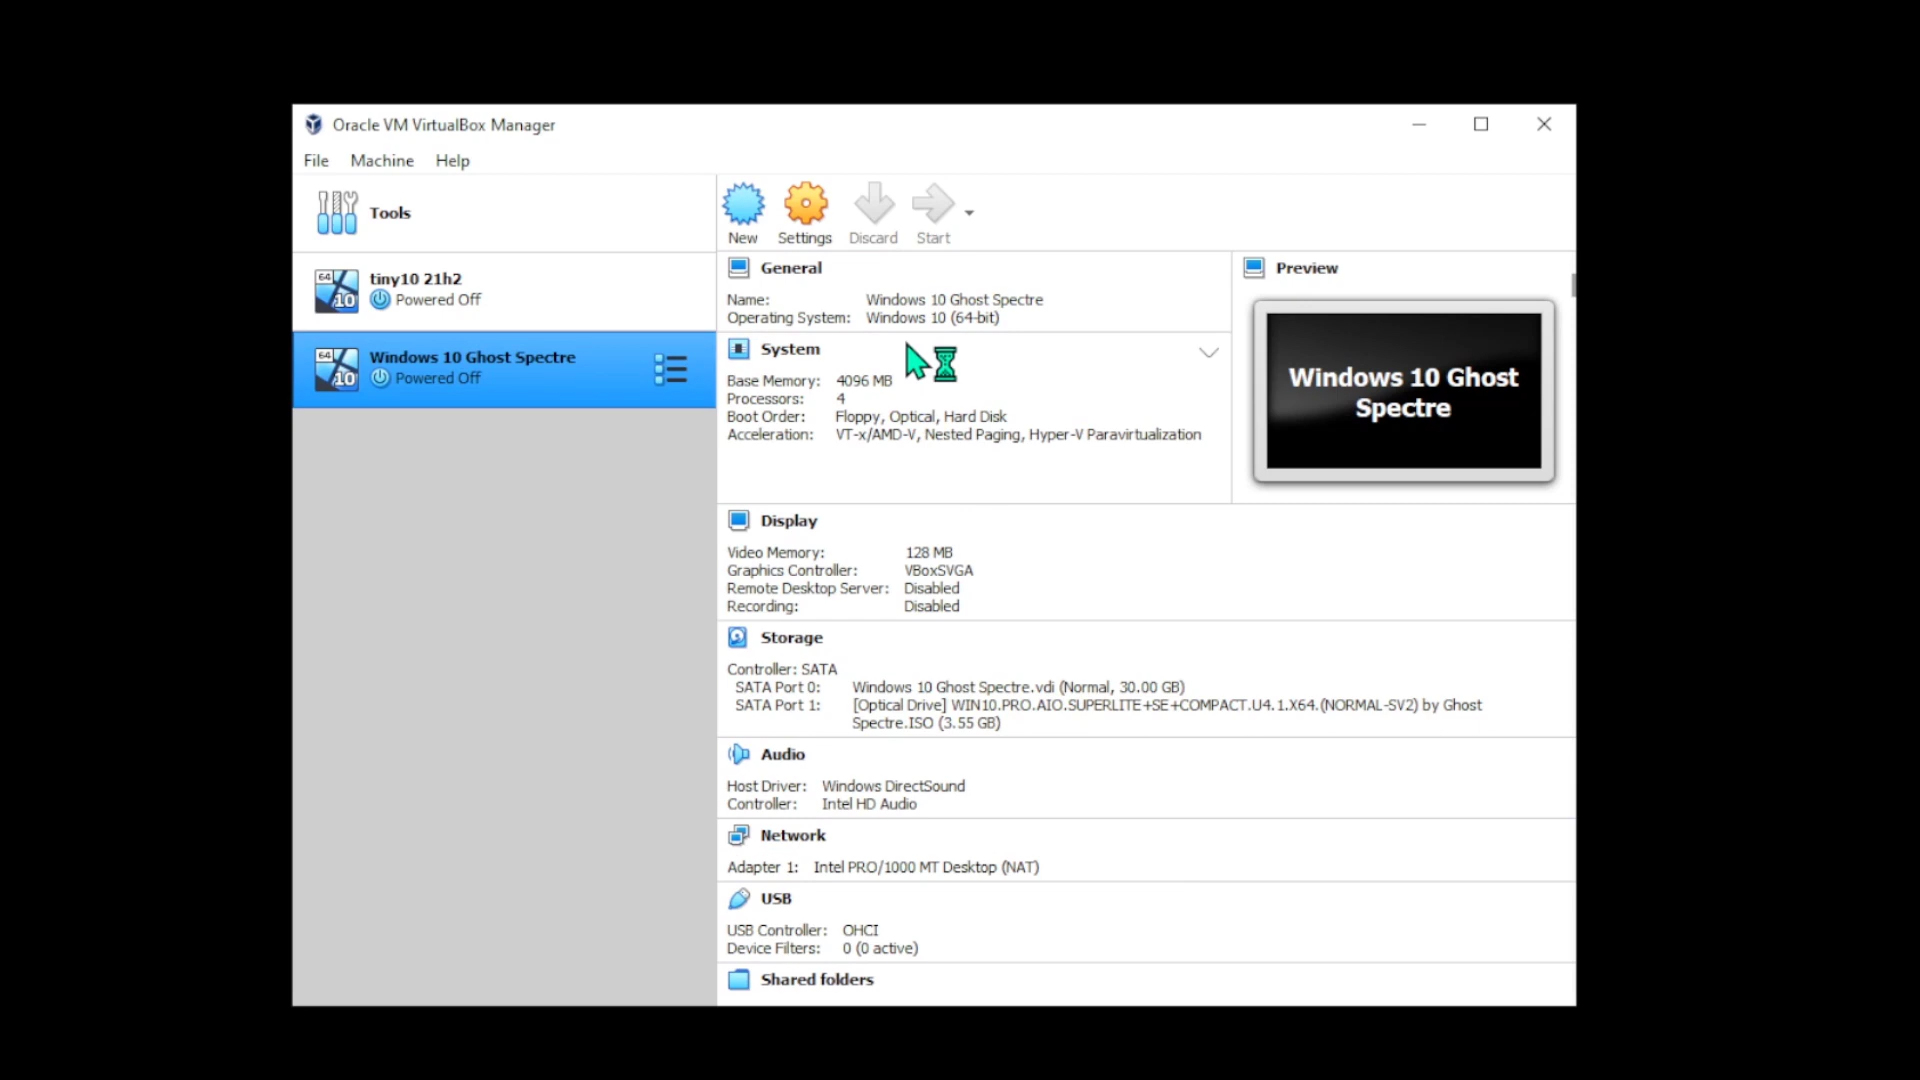 Oracle VM VirtualBox Manager
File Machine Help
Tools
New Settings Discard Start
tiny10 21h2
Powered Off
Windows 10 Ghost Spectre
Powered Off
General
Name: Windows 10 Ghost Spectre
Operating System: Windows 10 (64-bit)
System
Base Memory: 4096 MB
Processors: 4
Boot Order: Floppy, Optical, Hard Disk
Acceleration: VT-x/AMD-V, Nested Paging, Hyper-V Paravirtualization
Preview
Windows 10 Ghost
Spectre
Display
Video Memory: 128 MB
Graphics Controller: VBoxSVGA
Remote Desktop Server: Disabled
Recording: Disabled
Storage
Controller: SATA
SATA Port 0: Windows 10 Ghost Spectre.vdi (Normal, 30.00 GB)
SATA Port 1: [Optical Drive] WIN10.PRO.AIO.SUPERLITE+SE+COMPACT.U4.1.X64.(NORMAL-SV2) by Ghost
Spectre.ISO (3.55 GB)
Audio
Host Driver: Windows DirectSound
Controller: Intel HD Audio
Network
Adapter 1: Intel PRO/1000 MT Desktop (NAT)
USB
USB Controller: OHCI
Device Filters: 0 (0 active)
Shared folders
64
10
64
10